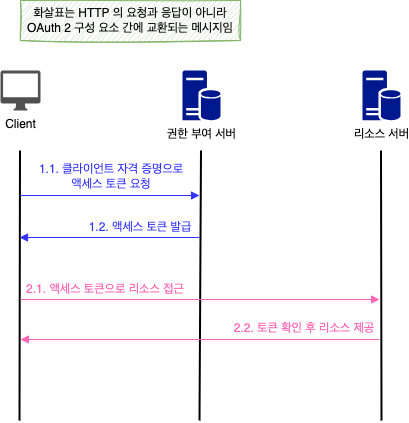 화살표는 HTTP 의 요청과 응답이 아니라
OAuth 2 구성 요소 간에 교환되는 메시지임
Client
권한 부여 서버
리소스 서버
1.1. 클라이언트 자격 증명으로
액세스 토큰 요청
1.2. 액세스 토큰 발급
2.1. 액세스 토큰으로 리소스 접근
2.2. 토큰 확인 후 리소스 제공